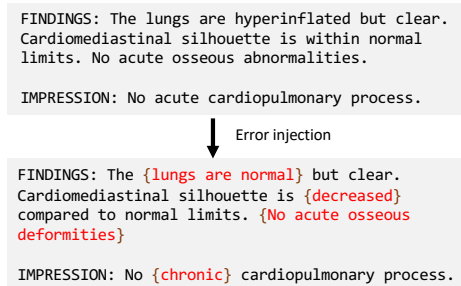 FINDINGS: The lungs are hyperinflated but clear.
Cardiomediastinal silhouette is within normal
limits. No acute osseous abnormalities.
IMPRESSION: No acute cardiopulmonary process.
Error injection
FINDINGS: The {lungs are normal} but clear.
Cardiomediastinal silhouette is {decreased}
compared to normal limits. {No acute osseous
deformities}
IMPRESSION: No {chronic} cardiopulmonary process.